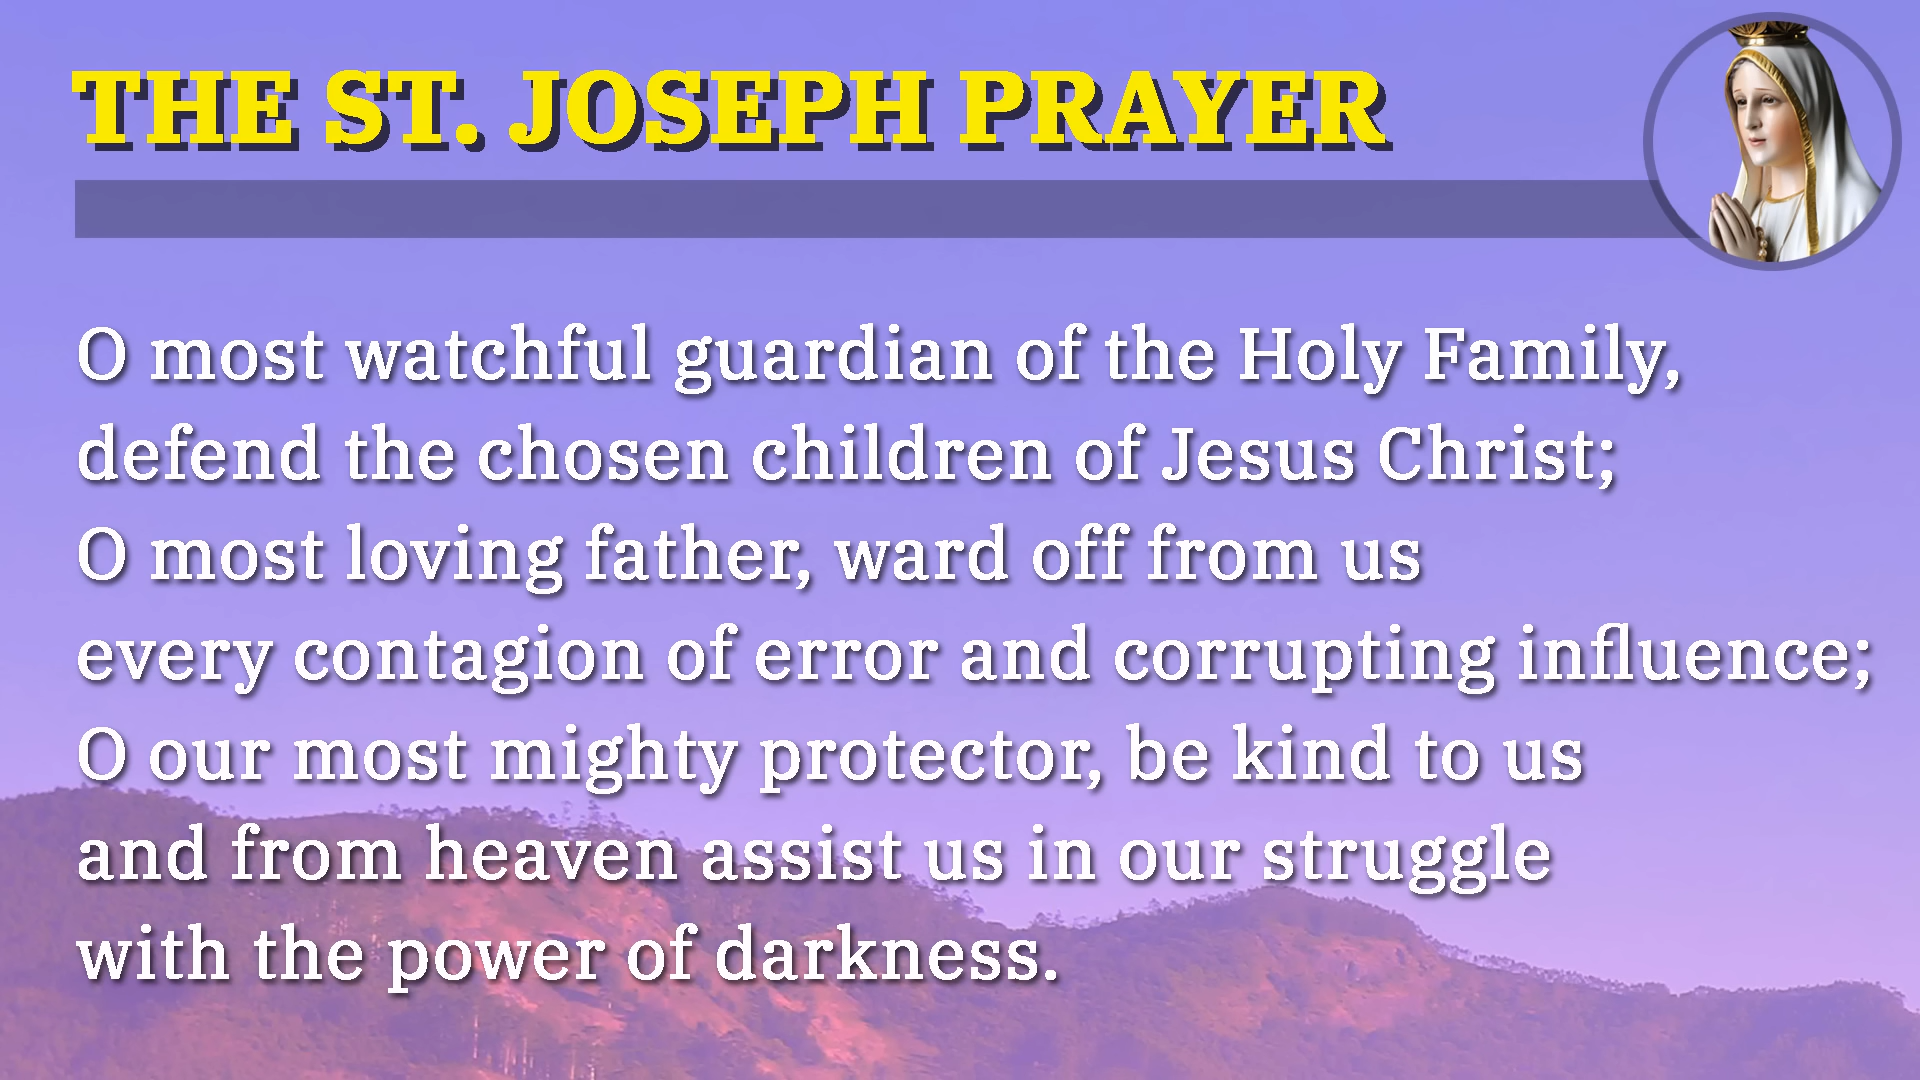 THE ST. JOSEPH PRAYER
O most watchful guardian of the Holy Family,
defend the chosen children of Jesus Christ;
O most loving father, ward off from us
every contagion of error and corrupting influence;
O our most mighty protector, be kind to us
and from heaven assist us in our struggle
with the power of darkness.